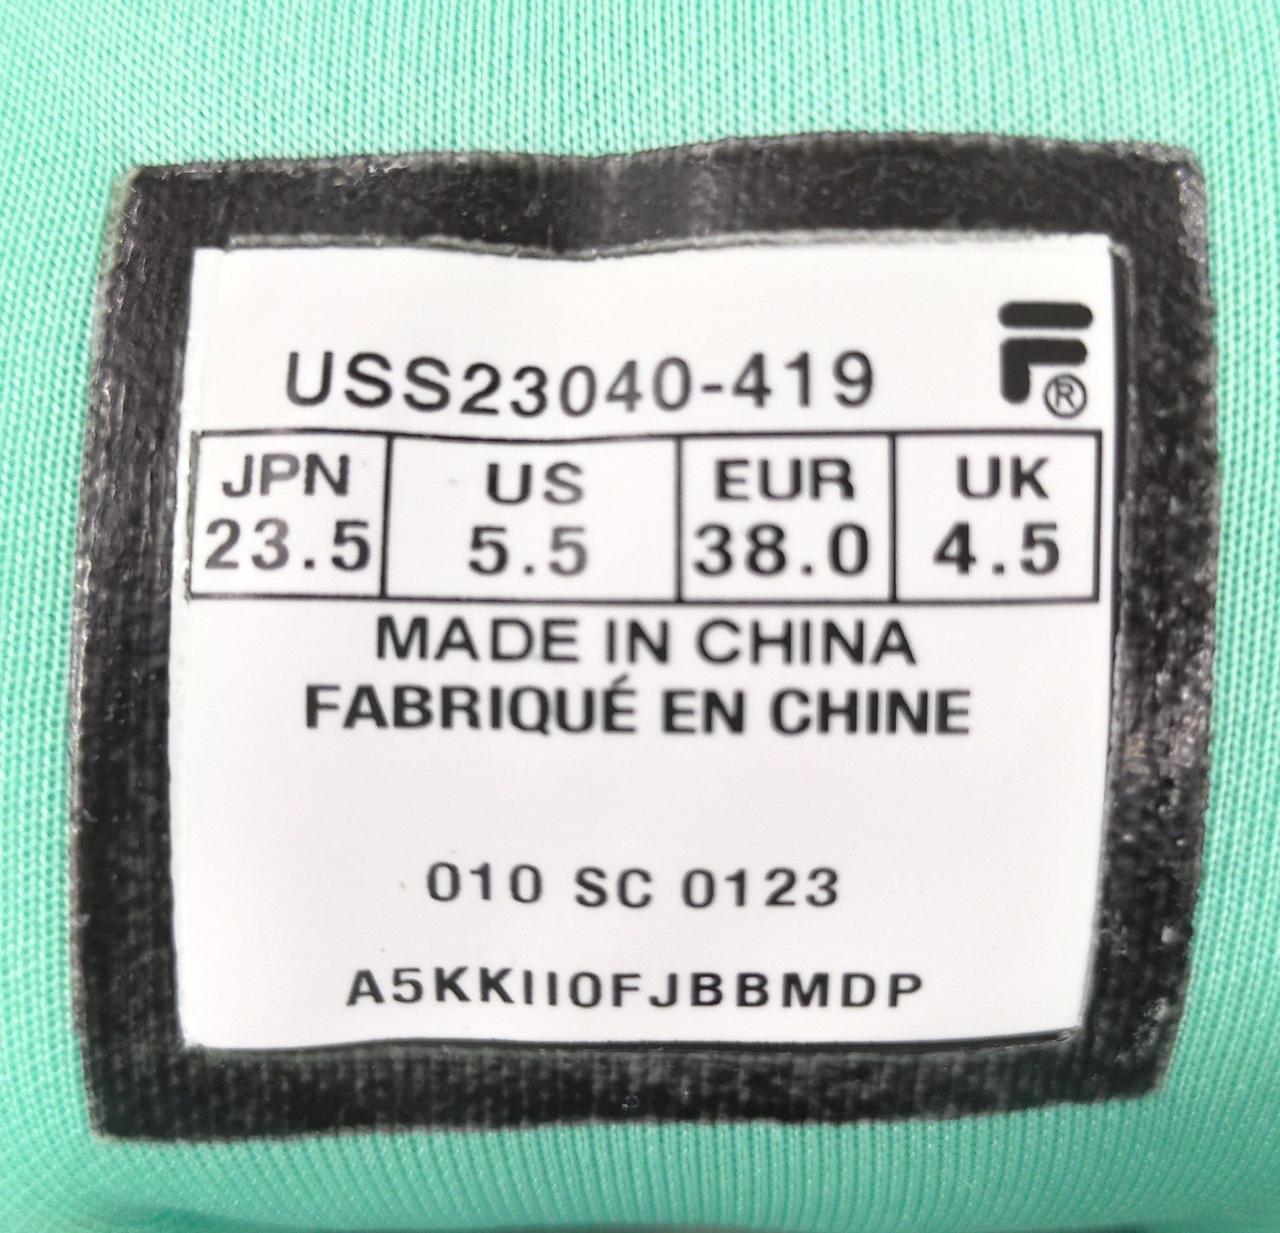 USS23040-419
®
JPN US EUR UK
23.5 5.5 38.0 4.5
MADE IN CHINA
FABRIQUÉ EN CHINE
010 SC 0123
A5KKII0FJBBMDP